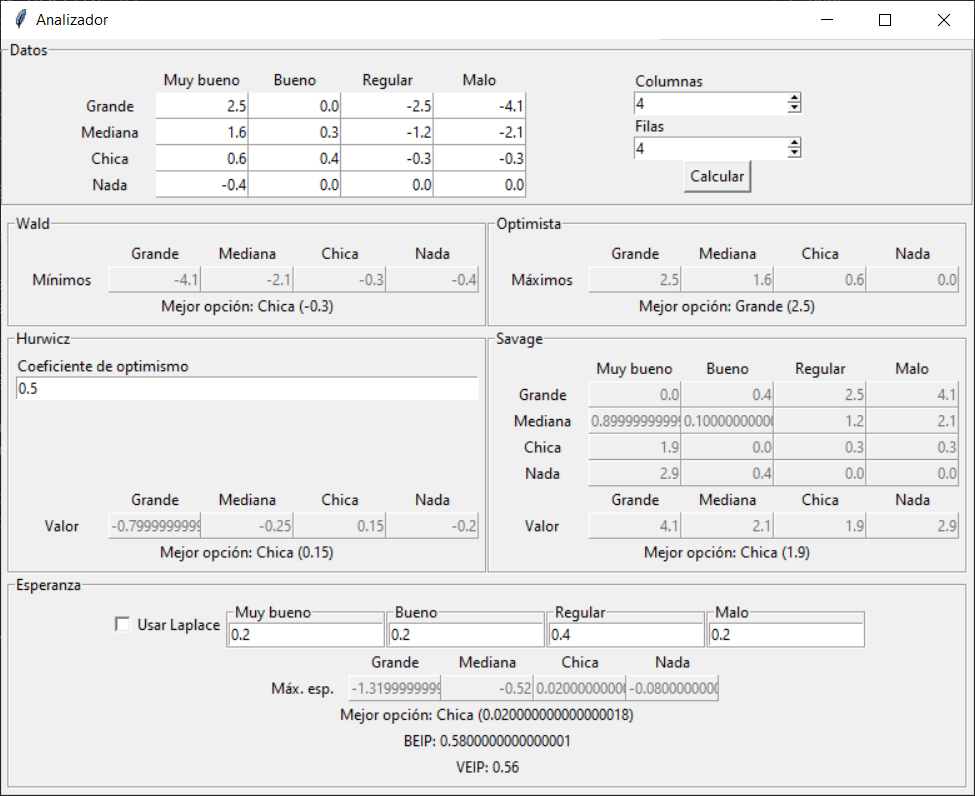 Analizador
Datos
Muy bueno Bueno Regular Malo
Grande 2.5 0.0 -2.5 -4.1
Mediana 1.6 0.3 -1.2 -2.1
Chica 0.6 0.4 -0.3 -0.3
Nada -0.4 0.0 0.0 0.0
Columnas
4
Filas
4
Calcular
Wald
Grande Mediana Chica Nada
Mínimos -4.1 -2.1 -0.3 -0.4
Mejor opción: Chica (-0.3)
Optimista
Grande Mediana Chica Nada
Máximos 2.5 1.6 0.6 0.0
Mejor opción: Grande (2.5)
Hurwicz
Coeficiente de optimismo
0.5
Grande Mediana Chica Nada
Valor -0.7999999999 -0.25 0.15 -0.2
Mejor opción: Chica (0.15)
Savage
Muy bueno Bueno Regular Malo
Grande 0.0 0.4 2.5 4.1
Mediana 0.89999999999 0.1000000000 1.2 2.1
Chica 1.9 0.0 0.3 0.3
Nada 2.9 0.4 0.0 0.0
Grande Mediana Chica Nada
Valor 4.1 2.1 1.9 2.9
Mejor opción: Chica (1.9)
Esperanza
Usar Laplace
Muy bueno Bueno Regular Malo
0.2 0.2 0.4 0.2
Grande Mediana Chica Nada
Máx. esp. -1.3199999999 -0.52 0.0200000000 -0.080000000
Mejor opción: Chica (0.020000000000000018)
BEIP: 0.5800000000000001
VEIP: 0.56